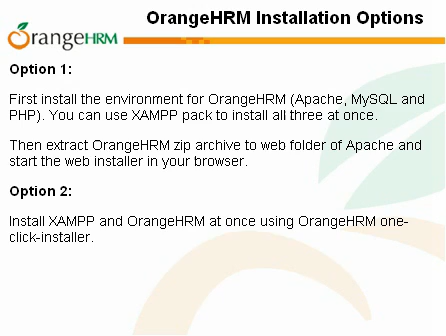 OrangeHRM Installation Options
OrangeHRM
Option 1:
First install the environment for OrangeHRM (Apache, MySQL and
PHP). You can use XAMPP pack to install all three at once.
Then extract OrangeHRM zip archive to web folder of Apache and
start the web installer in your browser.
Option 2:
Install XAMPP and OrangeHRM at once using OrangeHRM one-
click-installer.